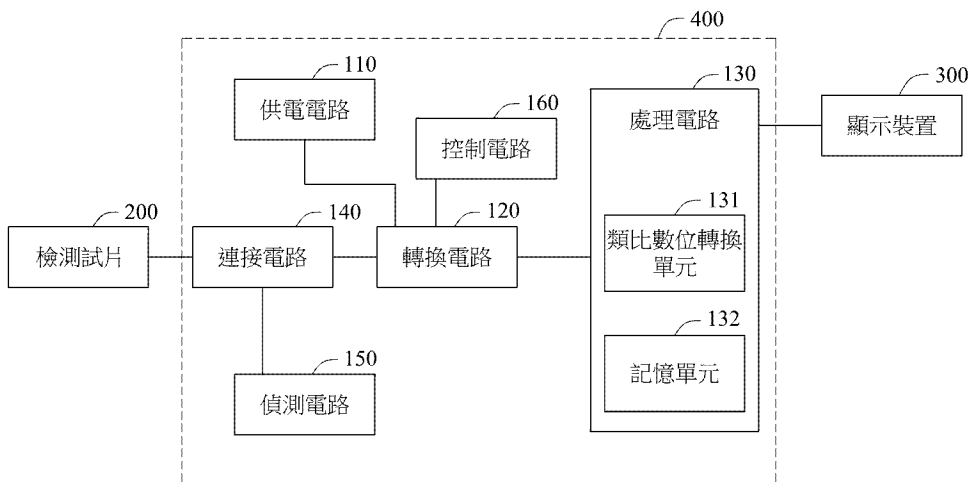 400
110
供電電路
160
控制電路
130
處理電路
300
顯示裝置
200
檢測試片
140
連接電路
120
轉換電路
131
類比數位轉換
單元
132
記憶單元
150
偵測電路